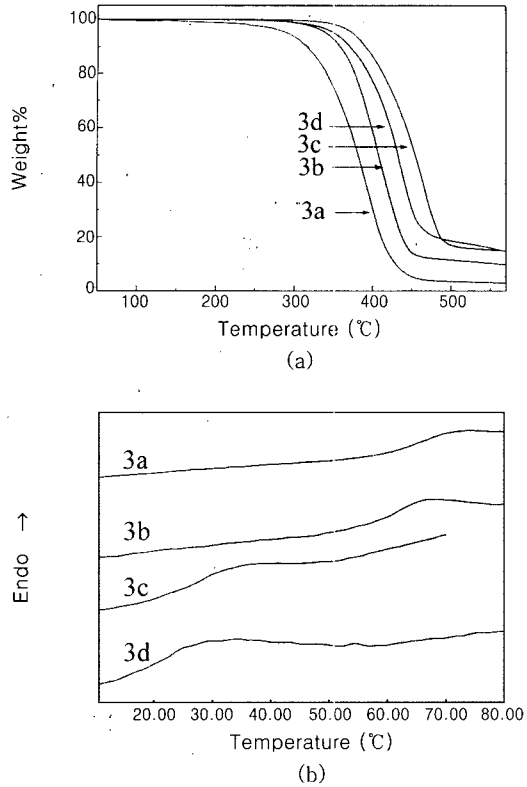 100
80
60
40
20
0
Weight%
3d
3c
3b
3a
100 200 300 400 500
Temperature (℃)
(a)
3a
3b
3c
3d
Endo →
20.00 30.00 40.00 50.00 60.00 70.00 80.00
Temperature (℃)
(b)